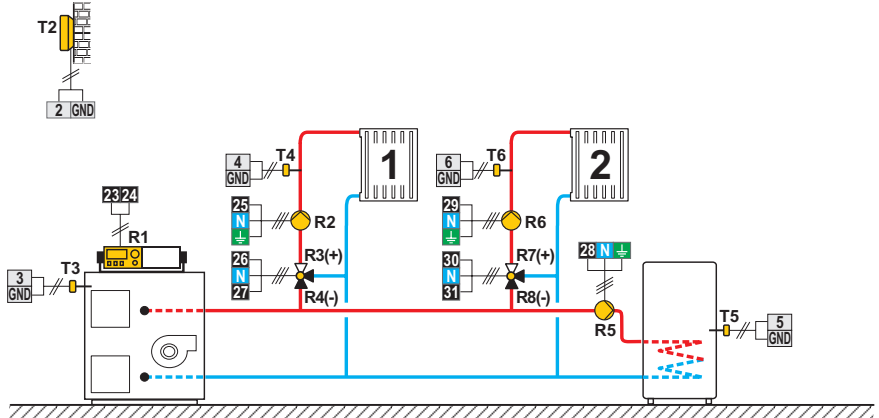 T2
2 GND
4
GND
T4
1
6
GND
T6
2
23 24
R1
25
N
R2
29
N
R6
26
N
27
R3(+)
R4(-)
30
N
31
R7(+)
R8(-)
28 N
R5
3
GND
T3
T5
5
GND